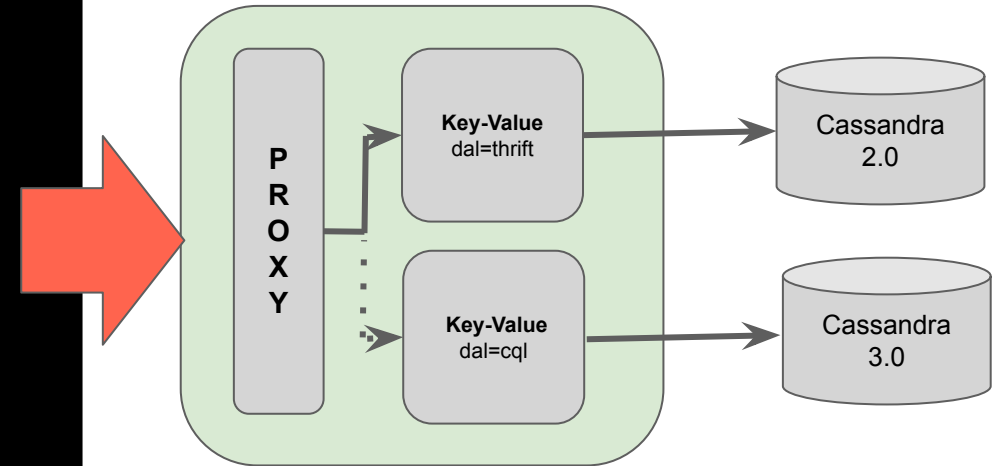 P
R
O
X
Y
Key-Value
dal=thrift
Key-Value
dal=cql
Cassandra
2.0
Cassandra
3.0